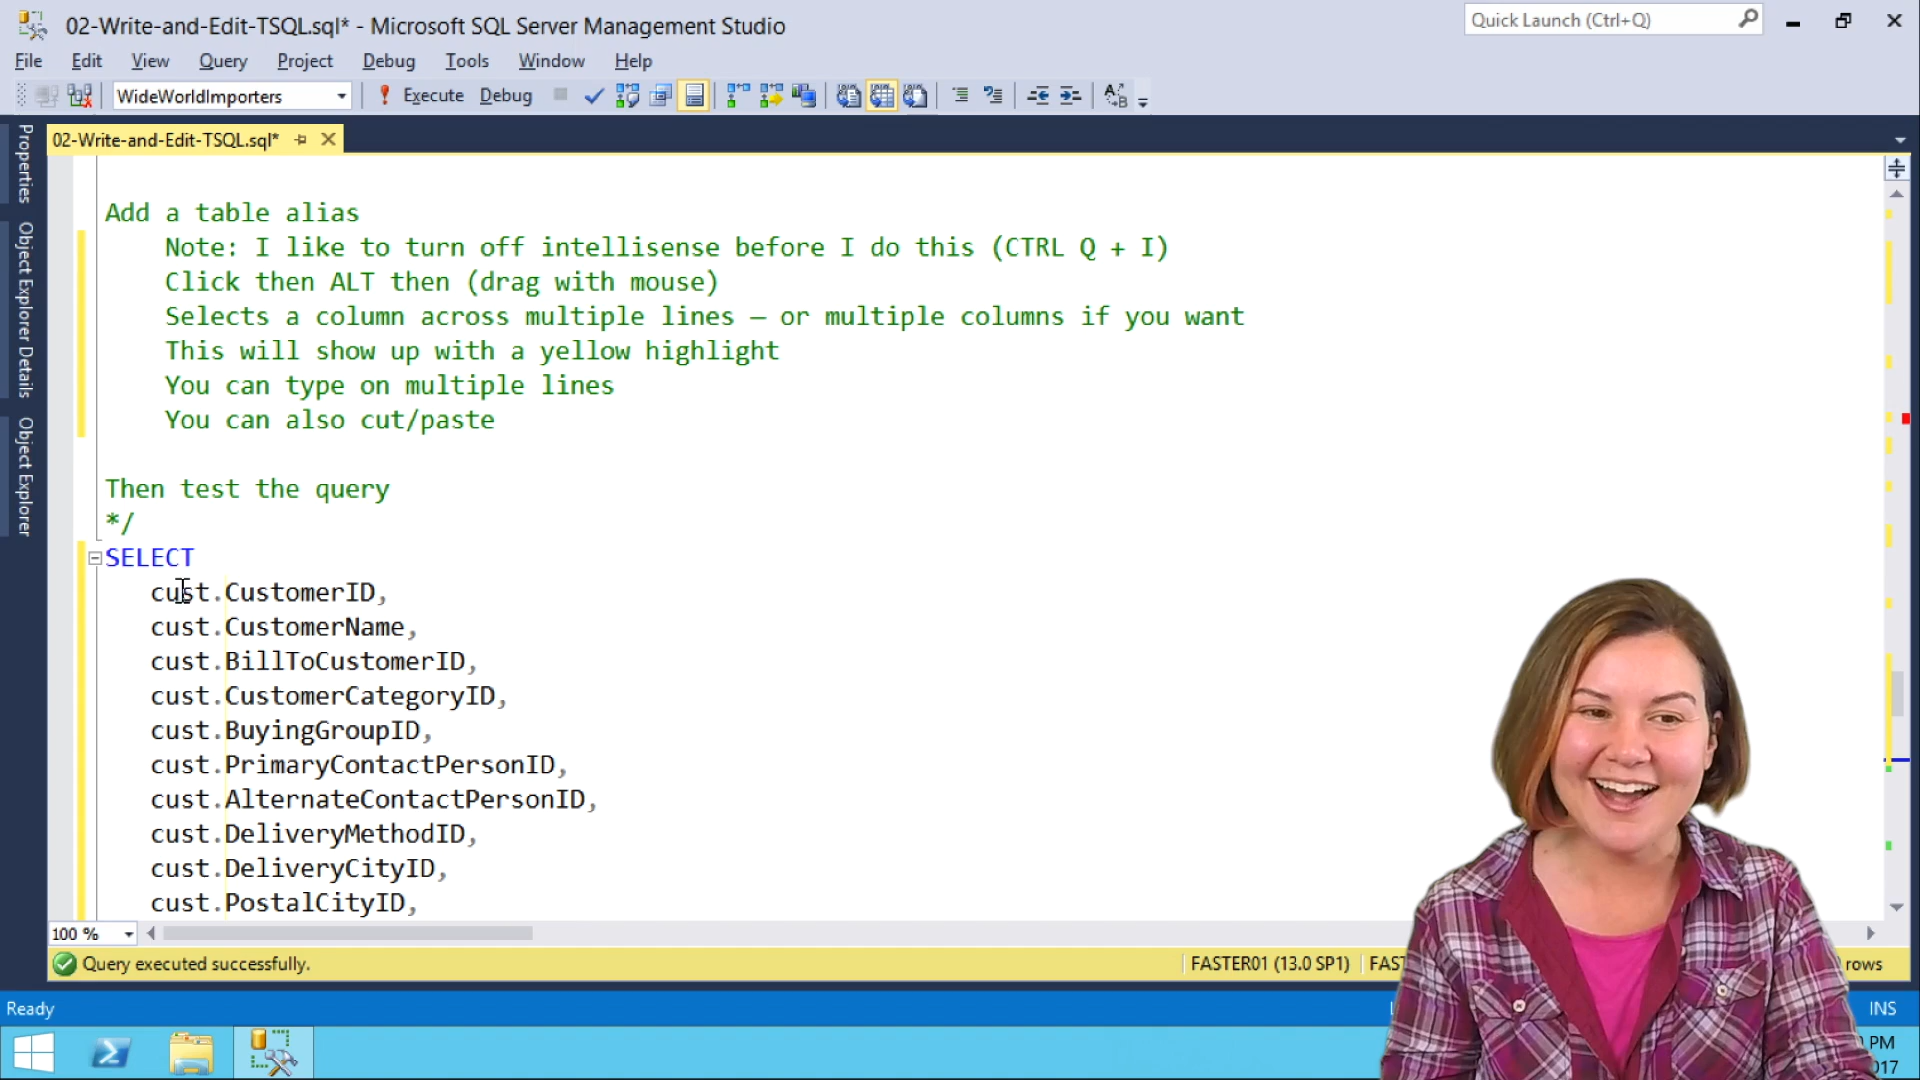 02-Write-and-Edit-TSQL.sql* - Microsoft SQL Server Management Studio
Quick Launch (Ctrl+Q)
File Edit View Query Project Debug Tools Window Help
WideWorldImporters
Execute Debug
02-Write-and-Edit-TSQL.sql*
Properties
Object Explorer Details
Object Explorer
Add a table alias
Note: I like to turn off intellisense before I do this (CTRL Q + I)
Click then ALT then (drag with mouse)
Selects a column across multiple lines – or multiple columns if you want
This will show up with a yellow highlight
You can type on multiple lines
You can also cut/paste
Then test the query
*/
SELECT
cust.CustomerID,
cust.CustomerName,
cust.BillToCustomerID,
cust.CustomerCategoryID,
cust.BuyingGroupID,
cust.PrimaryContactPersonID,
cust.AlternateContactPersonID,
cust.DeliveryMethodID,
cust.DeliveryCityID,
cust.PostalCityID,
100 %
Query executed successfully.
FASTER01 (13.0 SP1)
rows
Ready
INS
PM